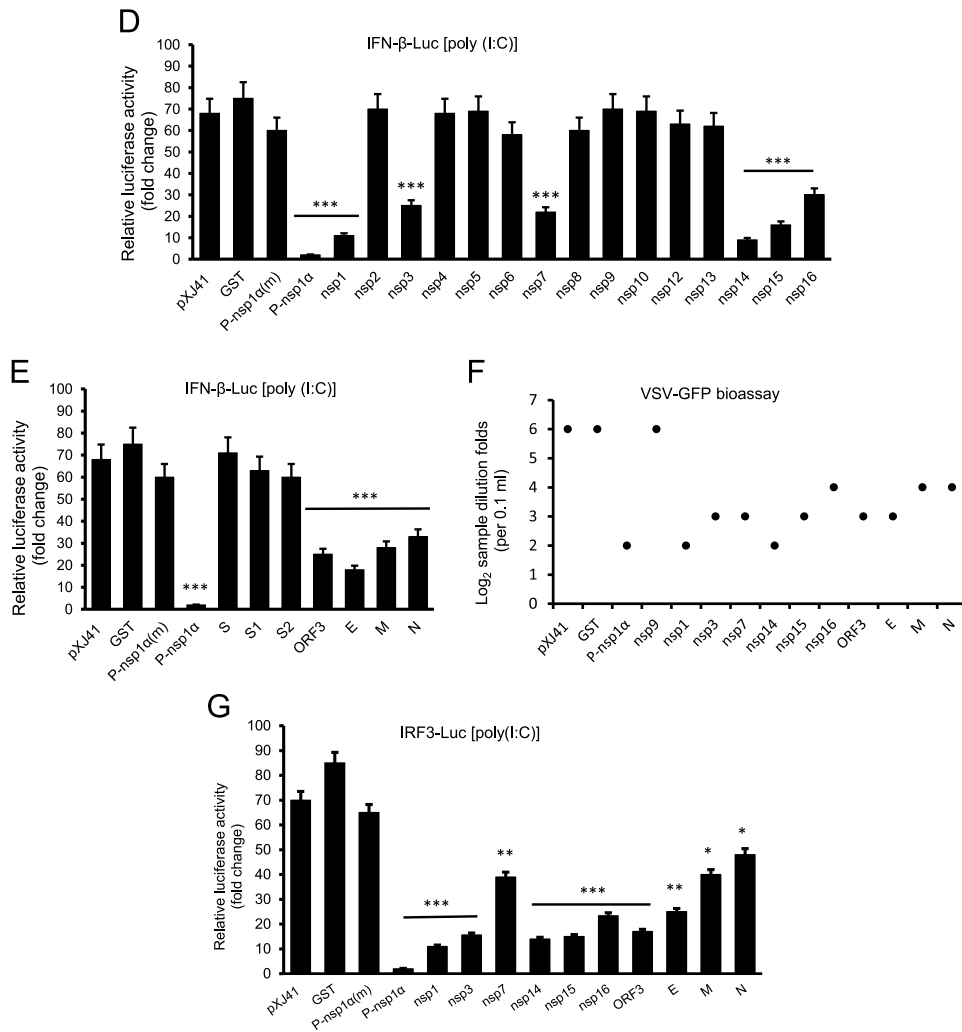 D
IFN-β-Luc [poly (I:C)]
Relative luciferase activity
(fold change)
100
90
80
70
60
50
40
30
20
10
0
***
***
***
***
pXJ41
GST
P-nsp1α(m)
P-nsp1α
nsp1
nsp2
nsp3
nsp4
nsp5
nsp6
nsp7
nsp8
nsp9
nsp10
nsp12
nsp13
nsp14
nsp15
nsp16
E
IFN-β-Luc [poly (I:C)]
Relative luciferase activity
(fold change)
100
90
80
70
60
50
40
30
20
10
0
***
***
pXJ41
GST
P-nsp1α(m)
P-nsp1α
S
S1
S2
ORF3
E
M
N
F
VSV-GFP bioassay
Log2 sample dilution folds
(per 0.1 ml)
7
6
5
4
3
2
1
0
pXJ41
GST
P-nsp1α
nsp9
nsp1
nsp3
nsp7
nsp14
nsp15
nsp16
ORF3
E
M
N
G
IRF3-Luc [poly(I:C)]
Relative luciferase activity
(fold change)
100
90
80
70
60
50
40
30
20
10
0
***
**
***
**
*
*
pXJ41
GST
P-nsp1α(m)
P-nsp1α
nsp1
nsp3
nsp7
nsp14
nsp15
nsp16
ORF3
E
M
N